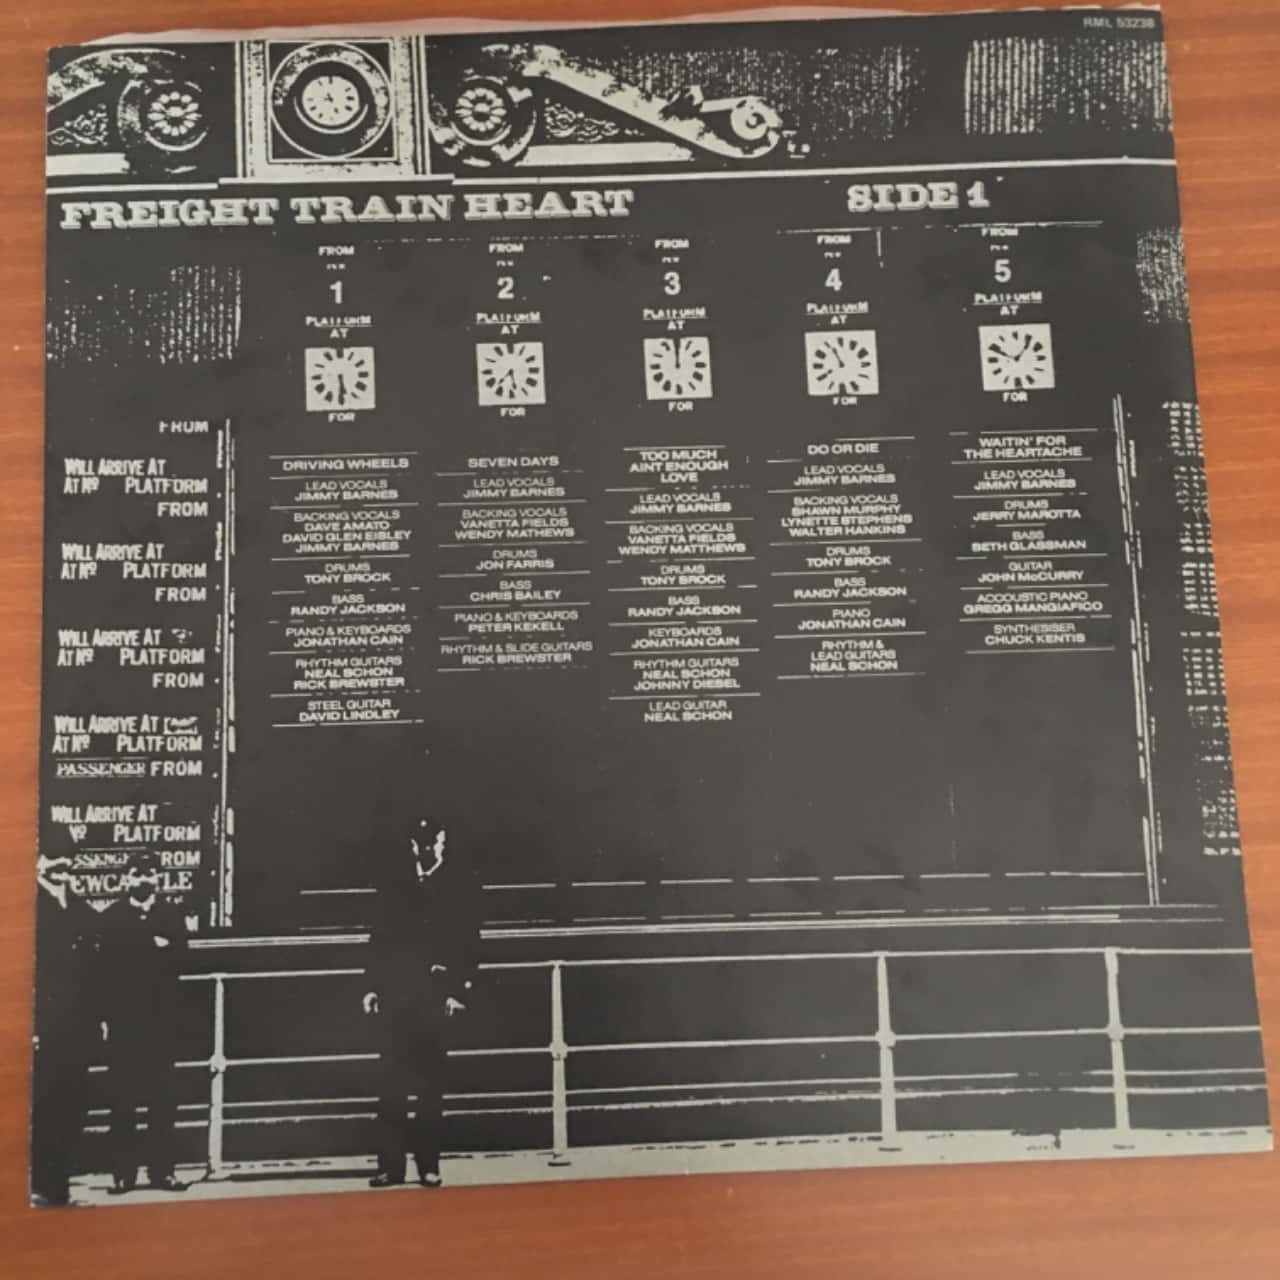 RML 53238
FREIGHT TRAIN HEART
SIDE 1
FROM
1
PLATFORM
AT
FOR
DRIVING WHEELS
LEAD VOCALS
JIMMY BARNES
BACKING VOCALS
DAVE AMATO
DAVID GLEN EISLEY
JIMMY BARNES
DRUMS
TONY BROCK
BASS
RANDY JACKSON
PIANO & KEYBOARDS
JONATHAN CAIN
RHYTHM GUITARS
NEAL SCHON
RICK BREWSTER
STEEL GUITAR
DAVID LINDLEY
FROM
2
PLATFORM
AT
FOR
SEVEN DAYS
LEAD VOCALS
JIMMY BARNES
BACKING VOCALS
VANETTA FIELDS
WENDY MATHEWS
DRUMS
JON FARRIS
BASS
CHRIS BAILEY
PIANO & KEYBOARDS
PETER KEKELL
RHYTHM & SLIDE GUITARS
RICK BREWSTER
FROM
3
PLATFORM
AT
FOR
TOO MUCH
AINT ENOUGH
LOVE
LEAD VOCALS
JIMMY BARNES
BACKING VOCALS
VANETTA FIELDS
WENDY MATTHEWS
DRUMS
TONY BROCK
BASS
RANDY JACKSON
KEYBOARDS
JONATHAN CAIN
RHYTHM GUITARS
NEAL SCHON
JOHNNY DIESEL
LEAD GUITAR
NEAL SCHON
FROM
4
PLATFORM
AT
FOR
DO OR DIE
LEAD VOCALS
JIMMY BARNES
BACKING VOCALS
SHAWN MURPHY
LYNETTE STEPHENS
WALTER HANKINS
DRUMS
TONY BROCK
BASS
RANDY JACKSON
PIANO
JONATHAN CAIN
RHYTHM &
LEAD GUITARS
NEAL SCHON
FROM
5
PLATFORM
AT
FOR
WAITIN' FOR
THE HEARTACHE
LEAD VOCALS
JIMMY BARNES
DRUMS
JERRY MAROTTA
BASS
SETH GLASSMAN
GUITAR
JOHN McCURRY
ACCOUSTIC PIANO
GREGG MANGIAFICO
SYNTHESISER
CHUCK KENTIS
FROM
WILL ARRIVE AT
AT Nº PLATFORM
FROM
WILL ARRIVE AT
AT Nº PLATFORM
FROM
WILL ARRIVE AT
AT Nº PLATFORM
FROM
WILL ARRIVE AT
AT Nº PLATFORM
PASSENGER FROM
WILL ARRIVE AT
Nº PLATFORM
FROM